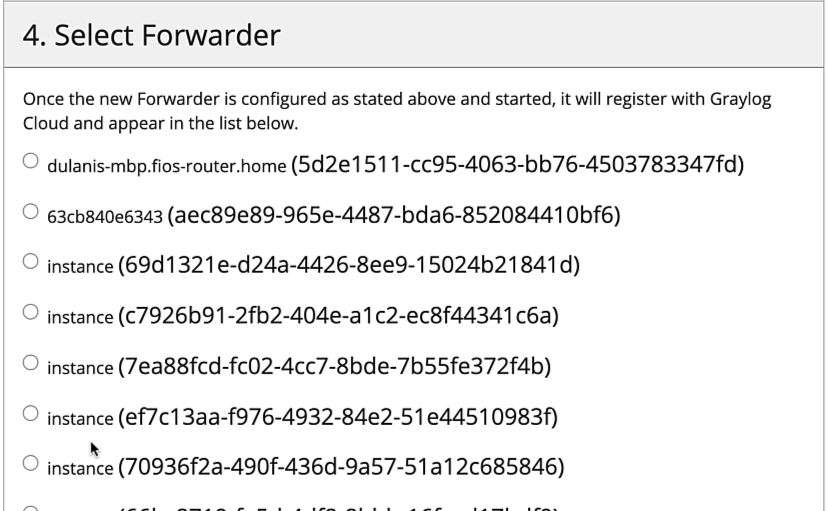 4. Select Forwarder
Once the new Forwarder is configured as stated above and started, it will register with Graylog
Cloud and appear in the list below.
dulanis-mbp.fios-router.home (5d2e1511-cc95-4063-bb76-4503783347fd)
63cb840e6343 (aec89e89-965e-4487-bda6-852084410bf6)
instance (69d1321e-d24a-4426-8ee9-15024b21841d)
instance (c7926b91-2fb2-404e-a1c2-ec8f44341c6a)
instance (7ea88fcd-fc02-4cc7-8bde-7b55fe372f4b)
instance (ef7c13aa-f976-4932-84e2-51e44510983f)
instance (70936f2a-490f-436d-9a57-51a12c685846)